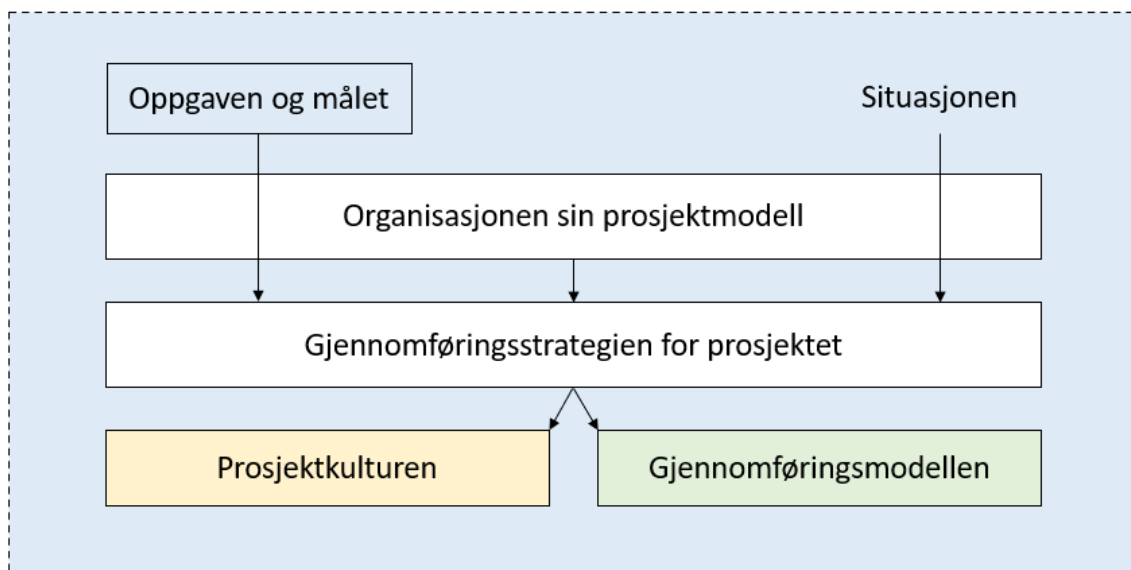 Oppgaven og målet
Situasjonen
Organisasjonen sin prosjektmodell
Gjennomføringsstrategien for prosjektet
Prosjektkulturen
Gjennomføringsmodellen